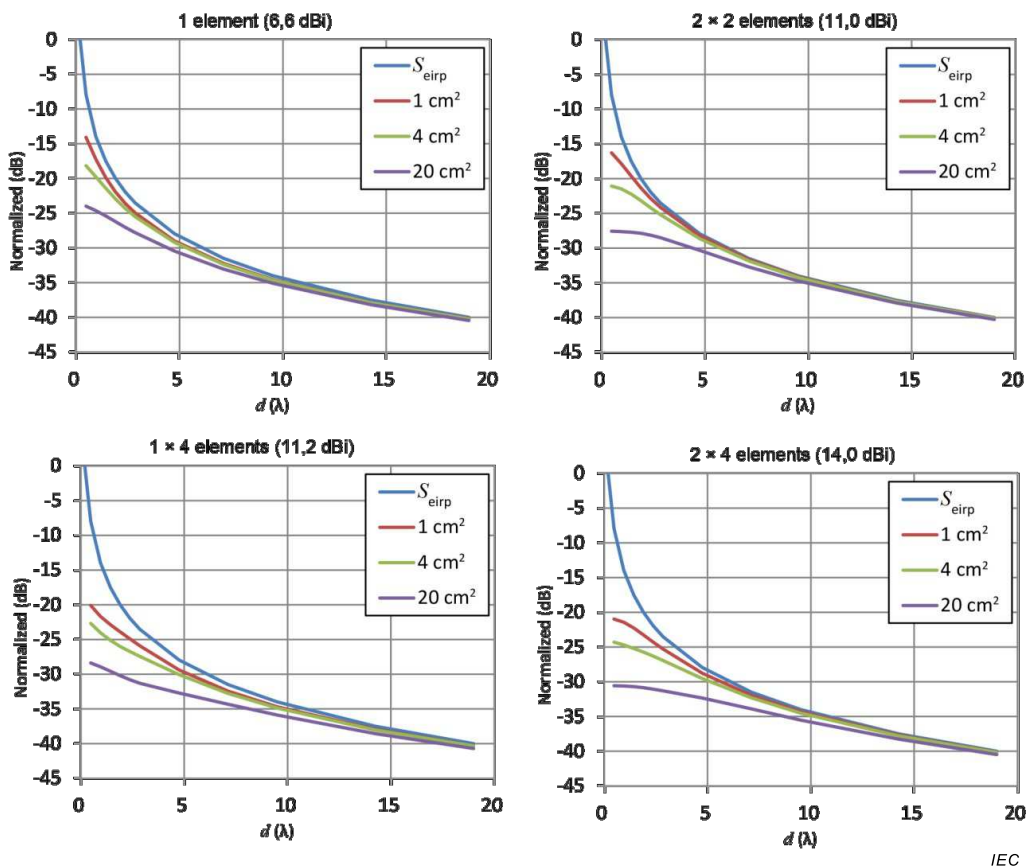 1 element (6,6 dBi)
0
-5
-10
-15
-20
-25
-30
-35
-40
-45
Normalized (dB)
S eirp
1 cm²
4 cm²
20 cm²
0 5 10 15 20
d (λ)
2 × 2 elements (11,0 dBi)
0
-5
-10
-15
-20
-25
-30
-35
-40
-45
Normalized (dB)
S eirp
1 cm²
4 cm²
20 cm²
0 5 10 15 20
d (λ)
1 × 4 elements (11,2 dBi)
0
-5
-10
-15
-20
-25
-30
-35
-40
-45
Normalized (dB)
S eirp
1 cm²
4 cm²
20 cm²
0 5 10 15 20
d (λ)
2 × 4 elements (14,0 dBi)
0
-5
-10
-15
-20
-25
-30
-35
-40
-45
Normalized (dB)
S eirp
1 cm²
4 cm²
20 cm²
0 5 10 15 20
d (λ)
IEC